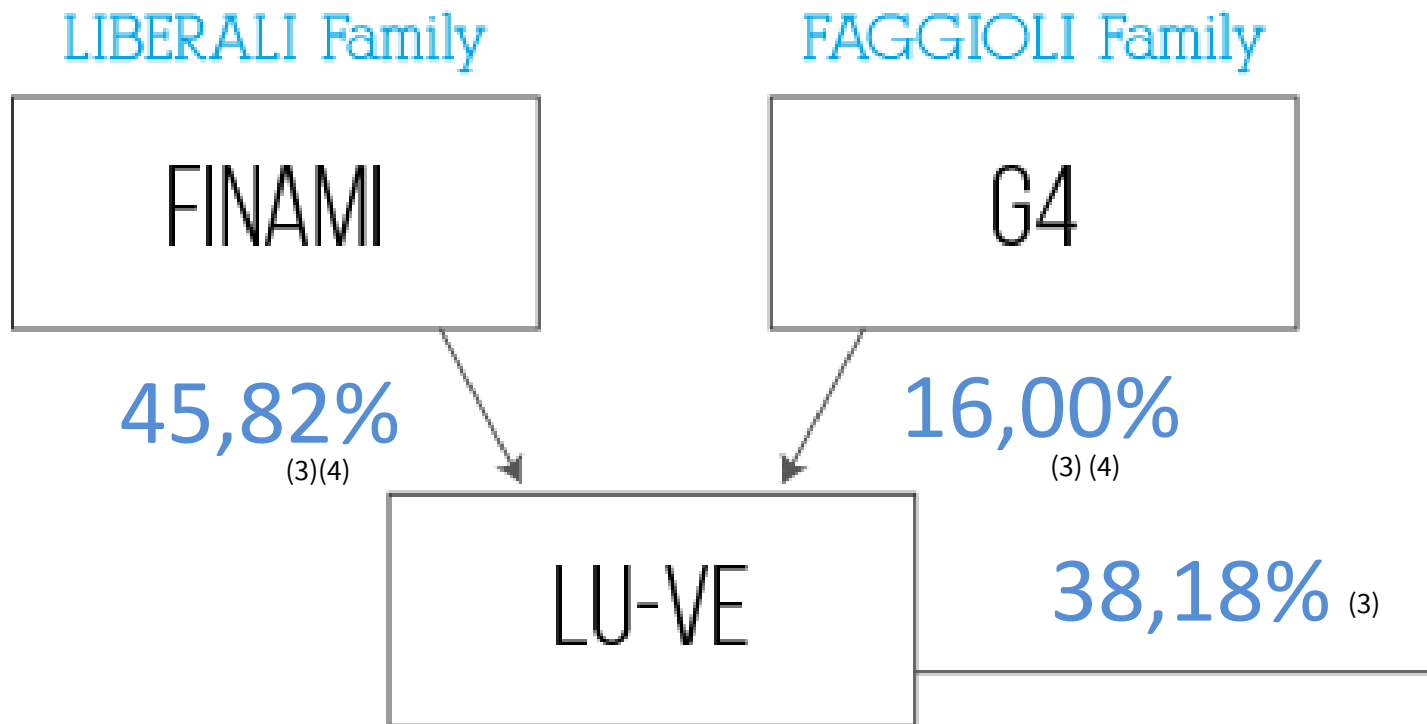 LIBERALI Family
FAGGIOLI Family
FINAMI
G4
45,82%
(3)(4)
16,00%
(3) (4)
LU-VE
38,18% (3)